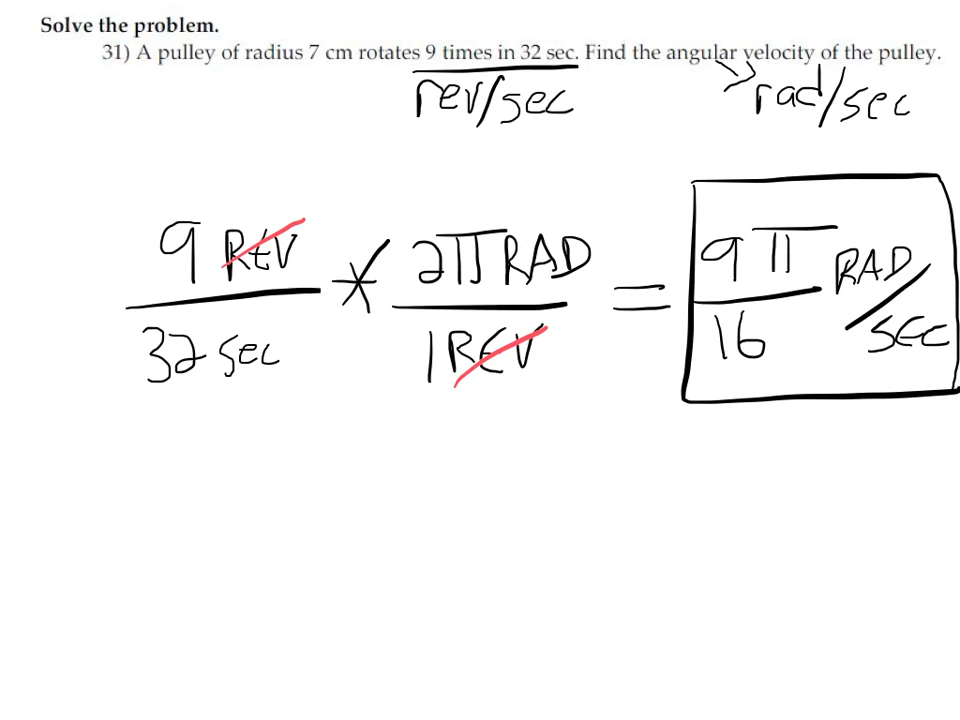 Solve the problem.
31) A pulley of radius 7 cm rotates 9 times in 32 sec. Find the angular velocity of the pulley.
rev/sec rad/sec
9 REV * 2π RAD = 9π RAD/SEC
32 sec 1 REV 16